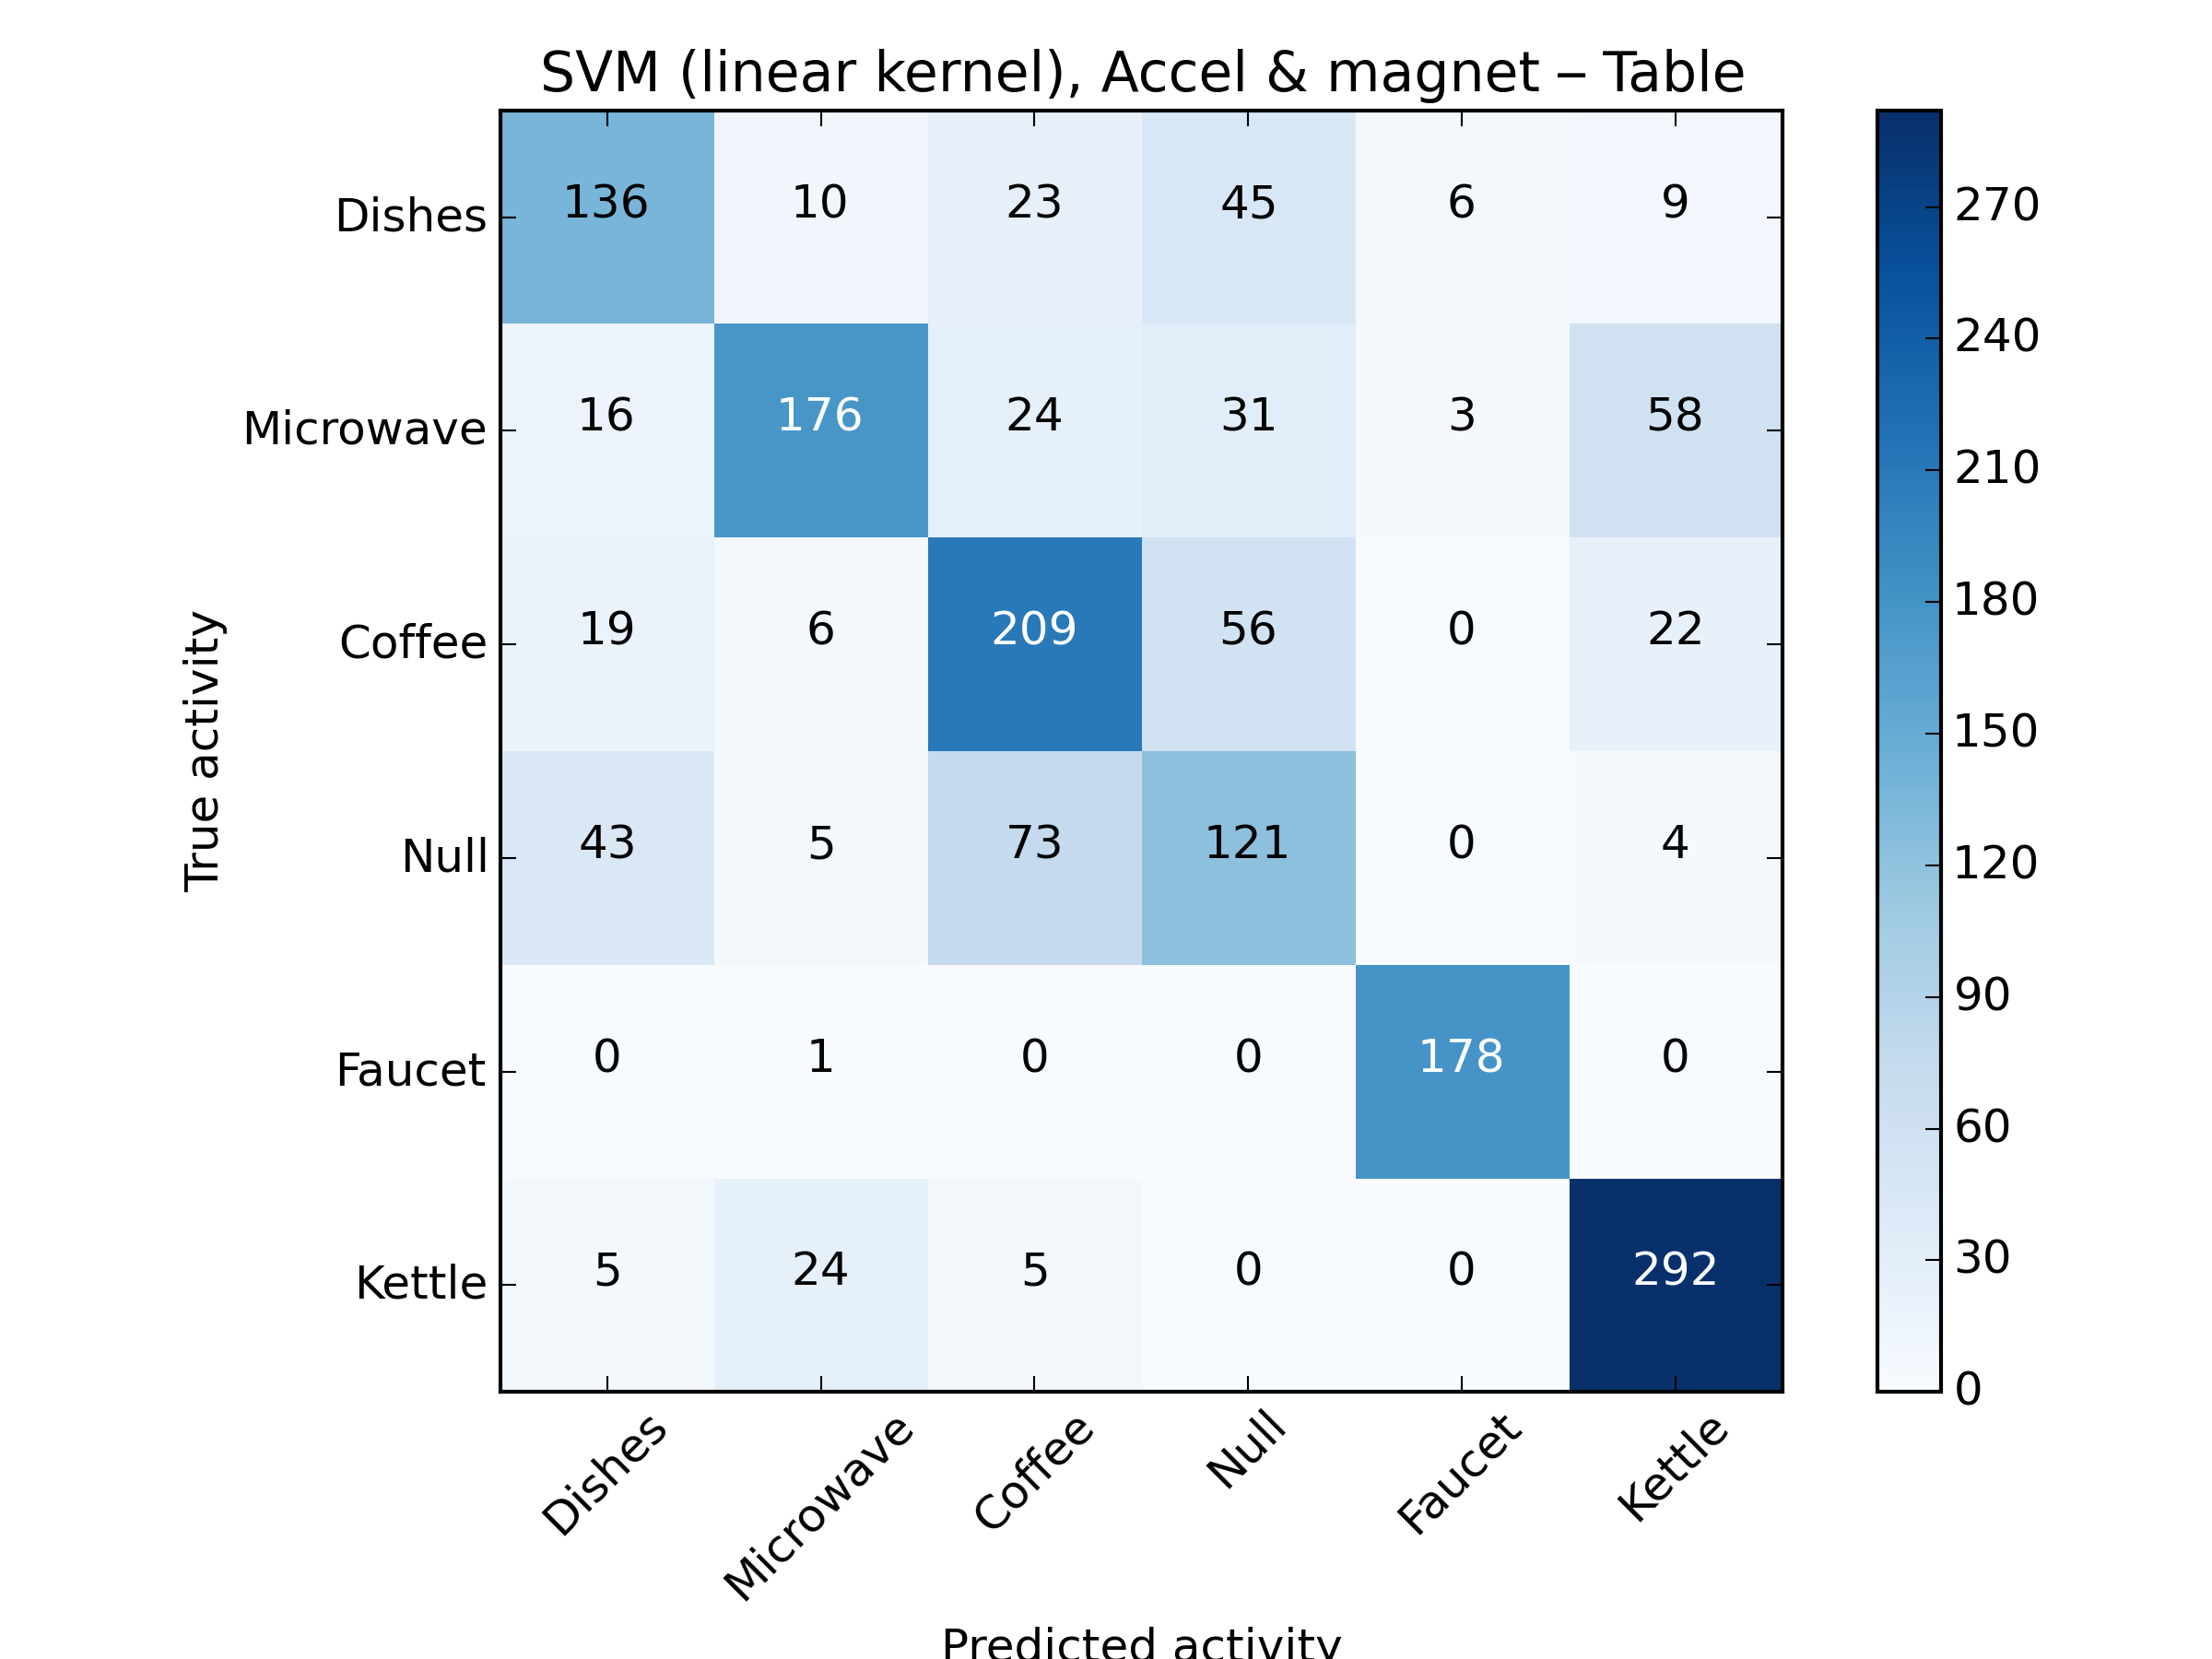 SVM (linear kernel), Accel & magnet – Table
Dishes 136 10 23 45 6 9
Microwave 16 176 24 31 3 58
Coffee 19 6 209 56 0 22
Null 43 5 73 121 0 4
Faucet 0 1 0 0 178 0
Kettle 5 24 5 0 0 292
True activity
Dishes Microwave Coffee Null Faucet Kettle
Predicted activity
270
240
210
180
150
120
90
60
30
0